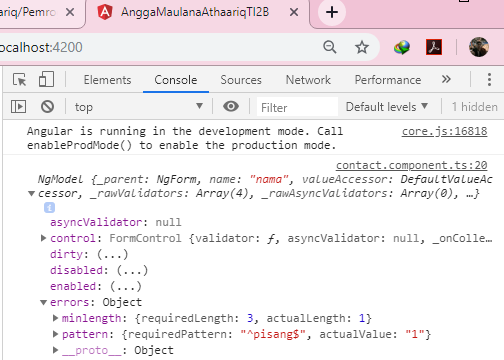 ariq/Pemro
AnggaMaulanaAthaariqTI2B
localhost:4200
Elements Console Sources Network Performance
top Filter Default levels 1 hidden
Angular is running in the development mode. Call core.js:16818
enableProdMode() to enable the production mode.
contact.component.ts:20
NgModel {_parent: NgForm, name: "nama", valueAccessor: DefaultValueAc
cessor, _rawValidators: Array(4), _rawAsyncValidators: Array(0), …}
asyncValidator: null
control: FormControl {validator: ƒ, asyncValidator: null, _onColle…
dirty: (...)
disabled: (...)
enabled: (...)
errors: Object
minlength: {requiredLength: 3, actualLength: 1}
pattern: {requiredPattern: "^pisang$", actualValue: "1"}
__proto__: Object